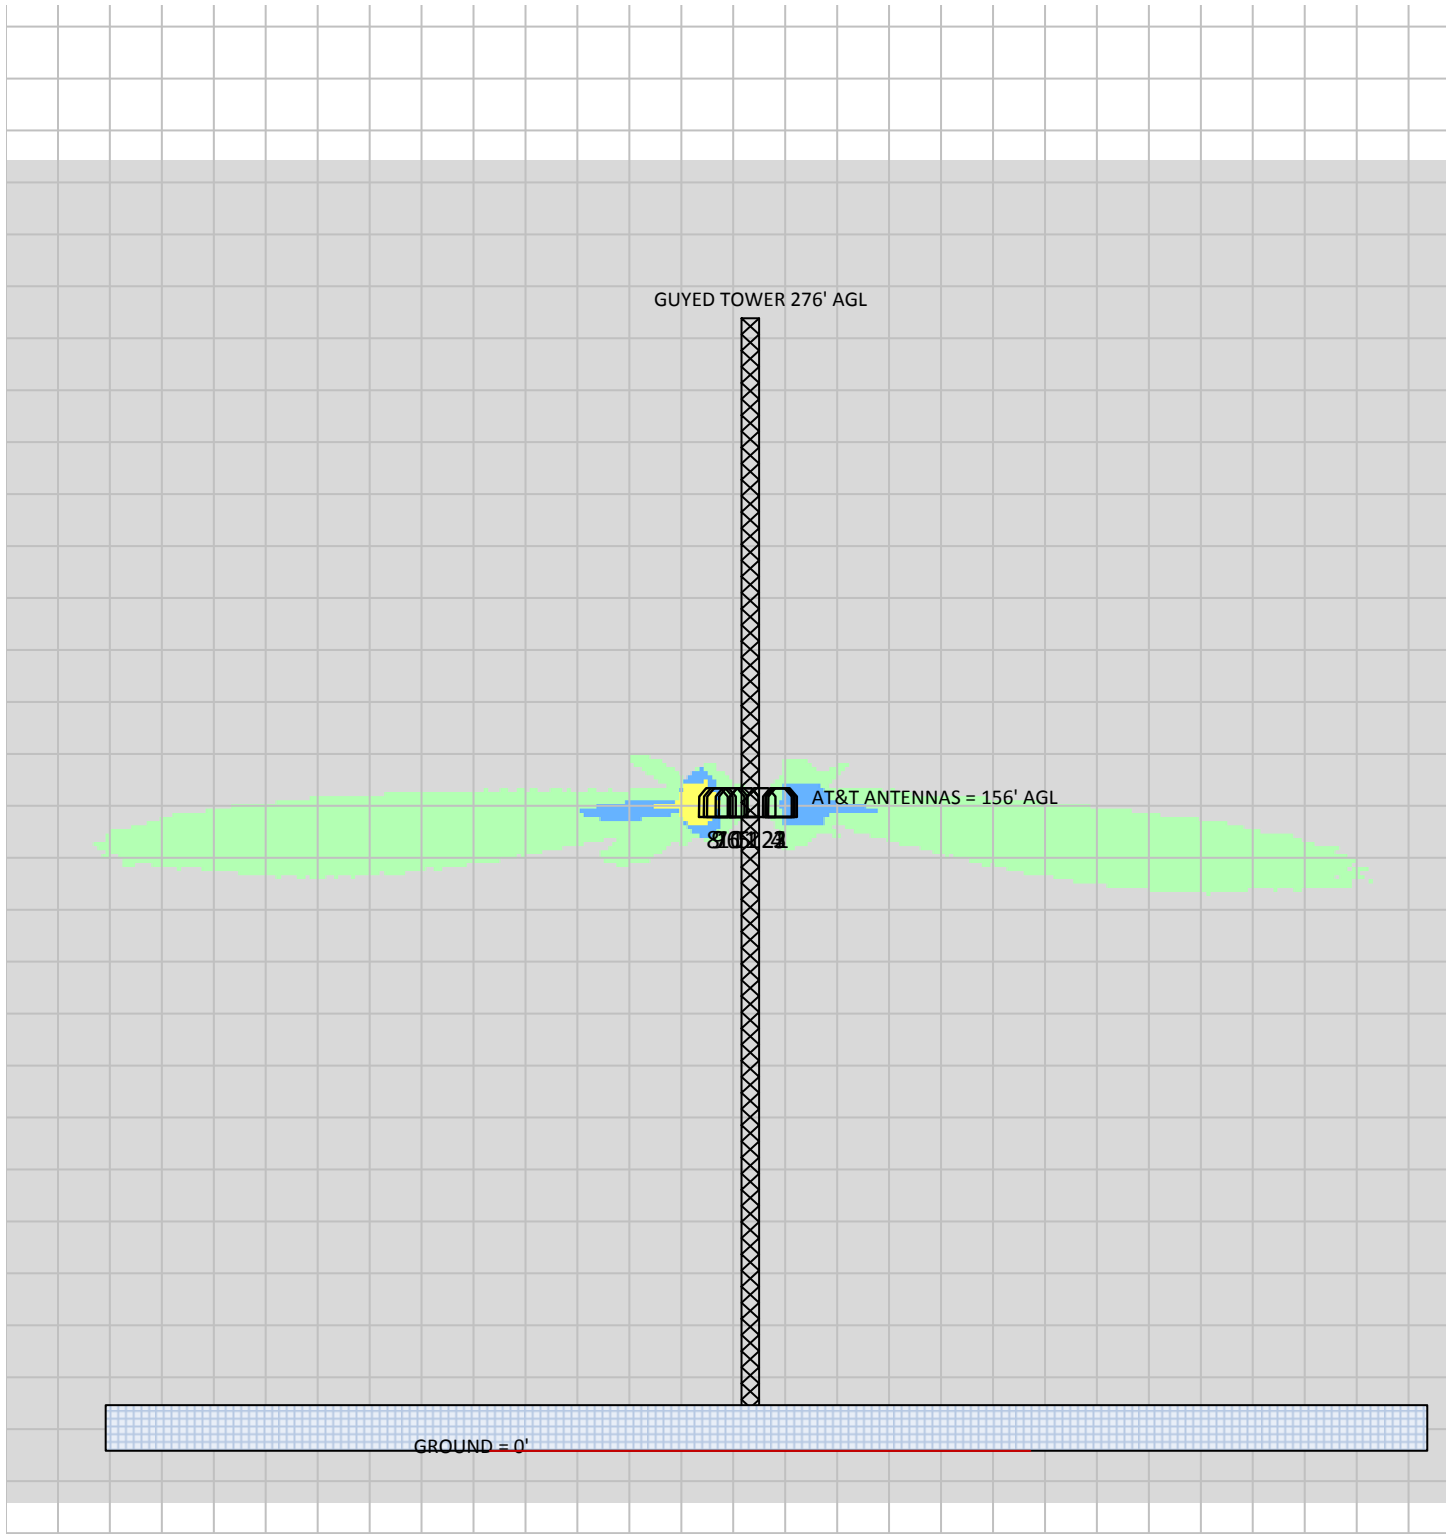 GUYED TOWER 276' AGL
AT&T ANTENNAS = 156' AGL
GROUND = 0'